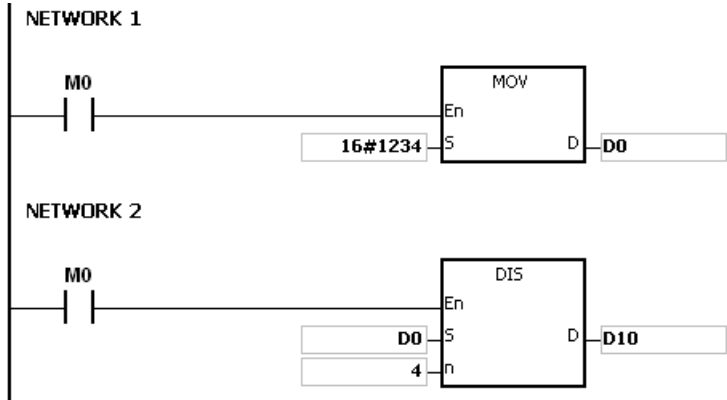 NETWORK 1
M0
MOV
En
16#1234 S D D0
NETWORK 2
M0
DIS
En
D0 S D D10
4 n